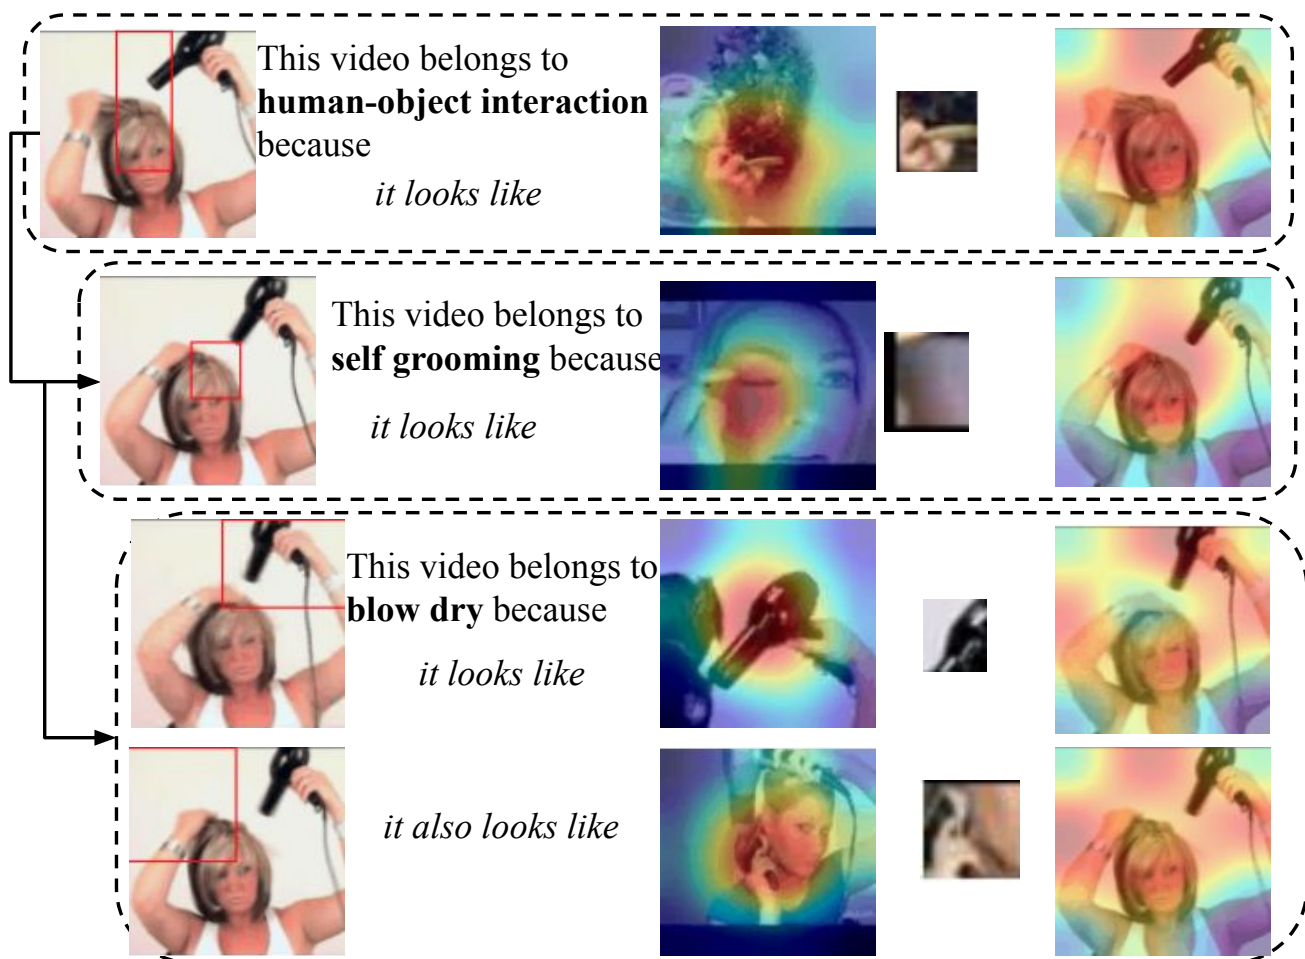 This video belongs to
human-object interaction
because
it looks like
This video belongs to
self grooming because
it looks like
This video belongs to
blow dry because
it looks like
it also looks like